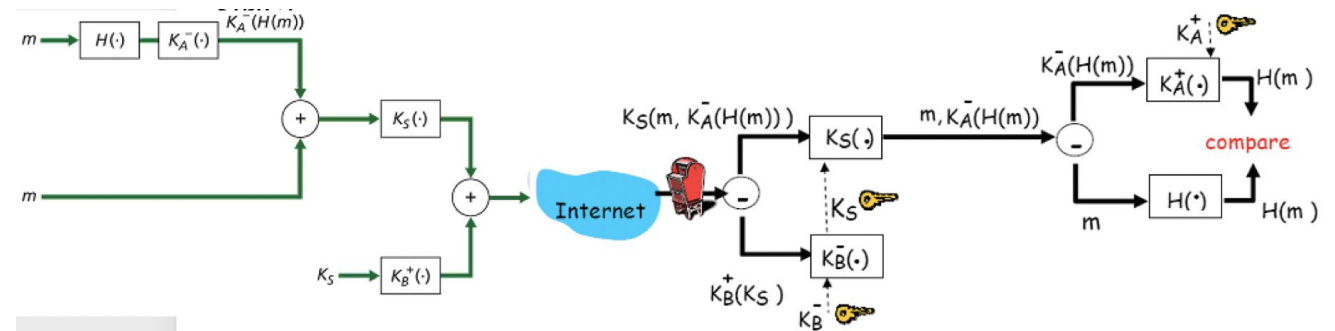 K_A^-(H(m))
m
H(·)
K_A^-(·)
+
K_S(·)
m
+
K_S
K_B^+(·)
Internet
K_S(m, K_A^-(H(m)))
-
K_S(·)
K_S
K_B^+(K_S )
K_B^-(·)
K_B^-
m, K_A^-(H(m))
-
K_A^-(H(m))
K_A^+
K_A^+(·)
H(m )
compare
m
H(·)
H(m )